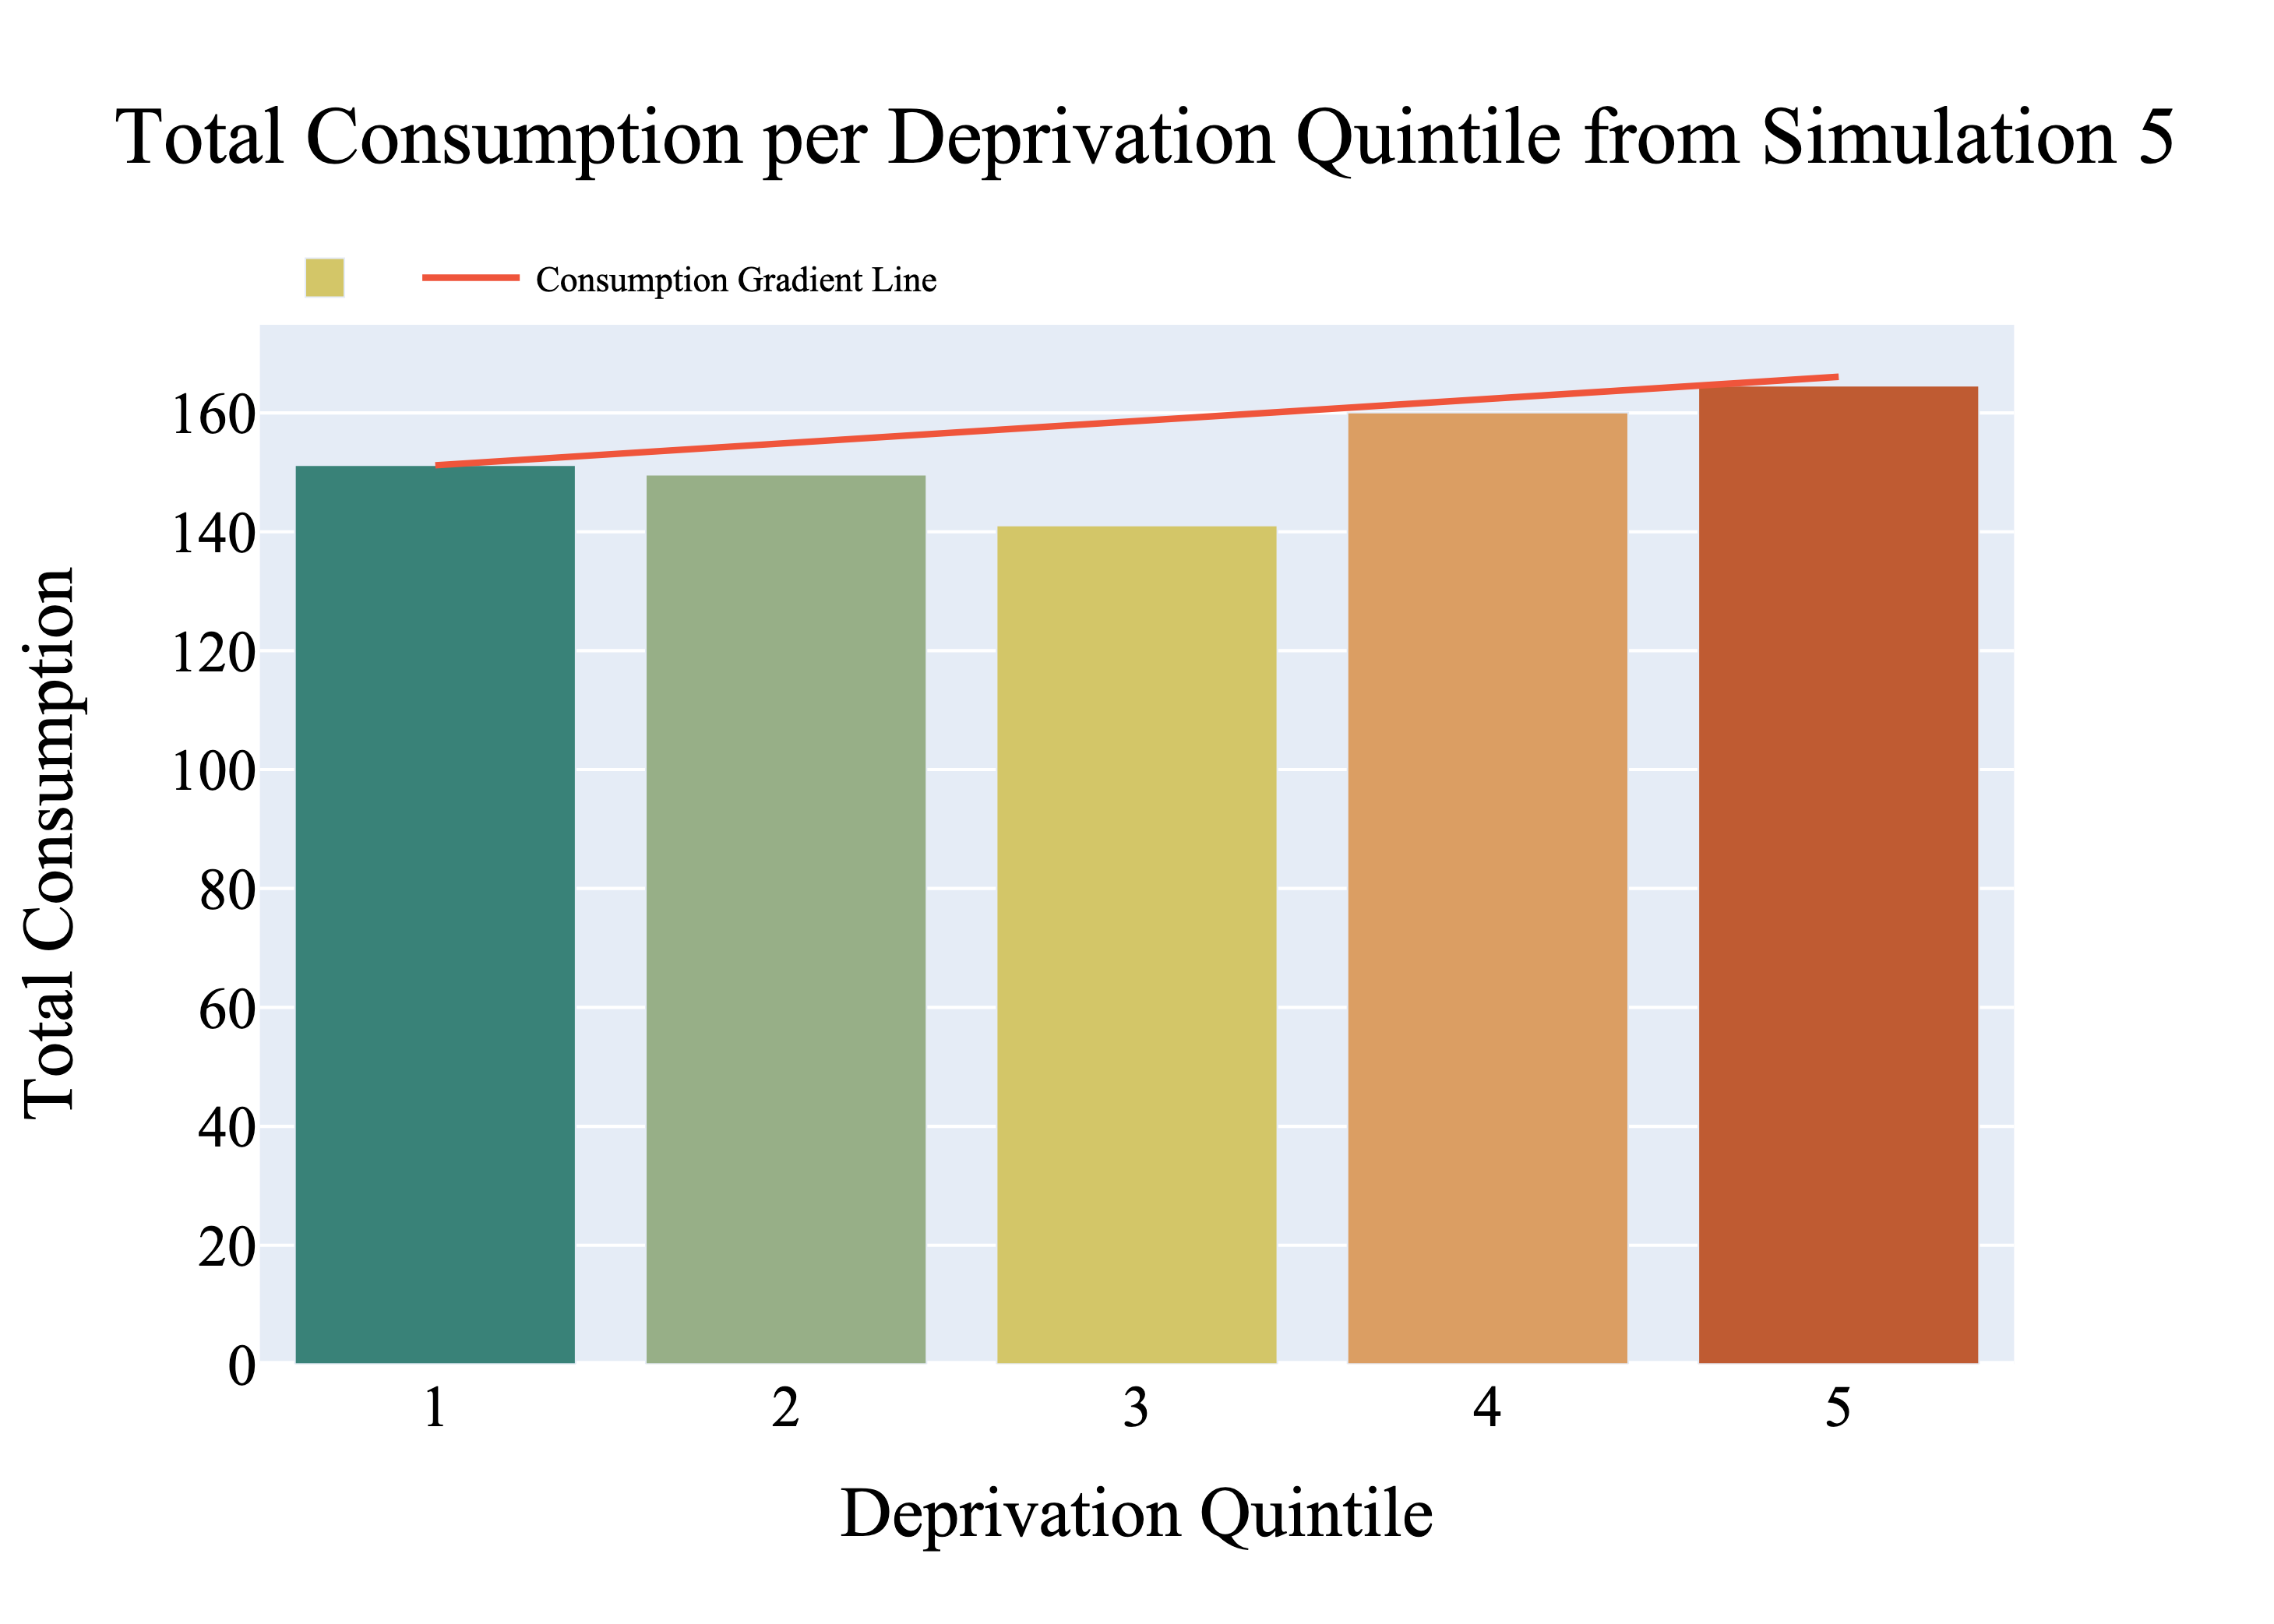 Total Consumption per Deprivation Quintile from Simulation 5
Consumption Gradient Line
Total Consumption
160
140
120
100
80
60
40
20
0
1 2 3 4 5
Deprivation Quintile